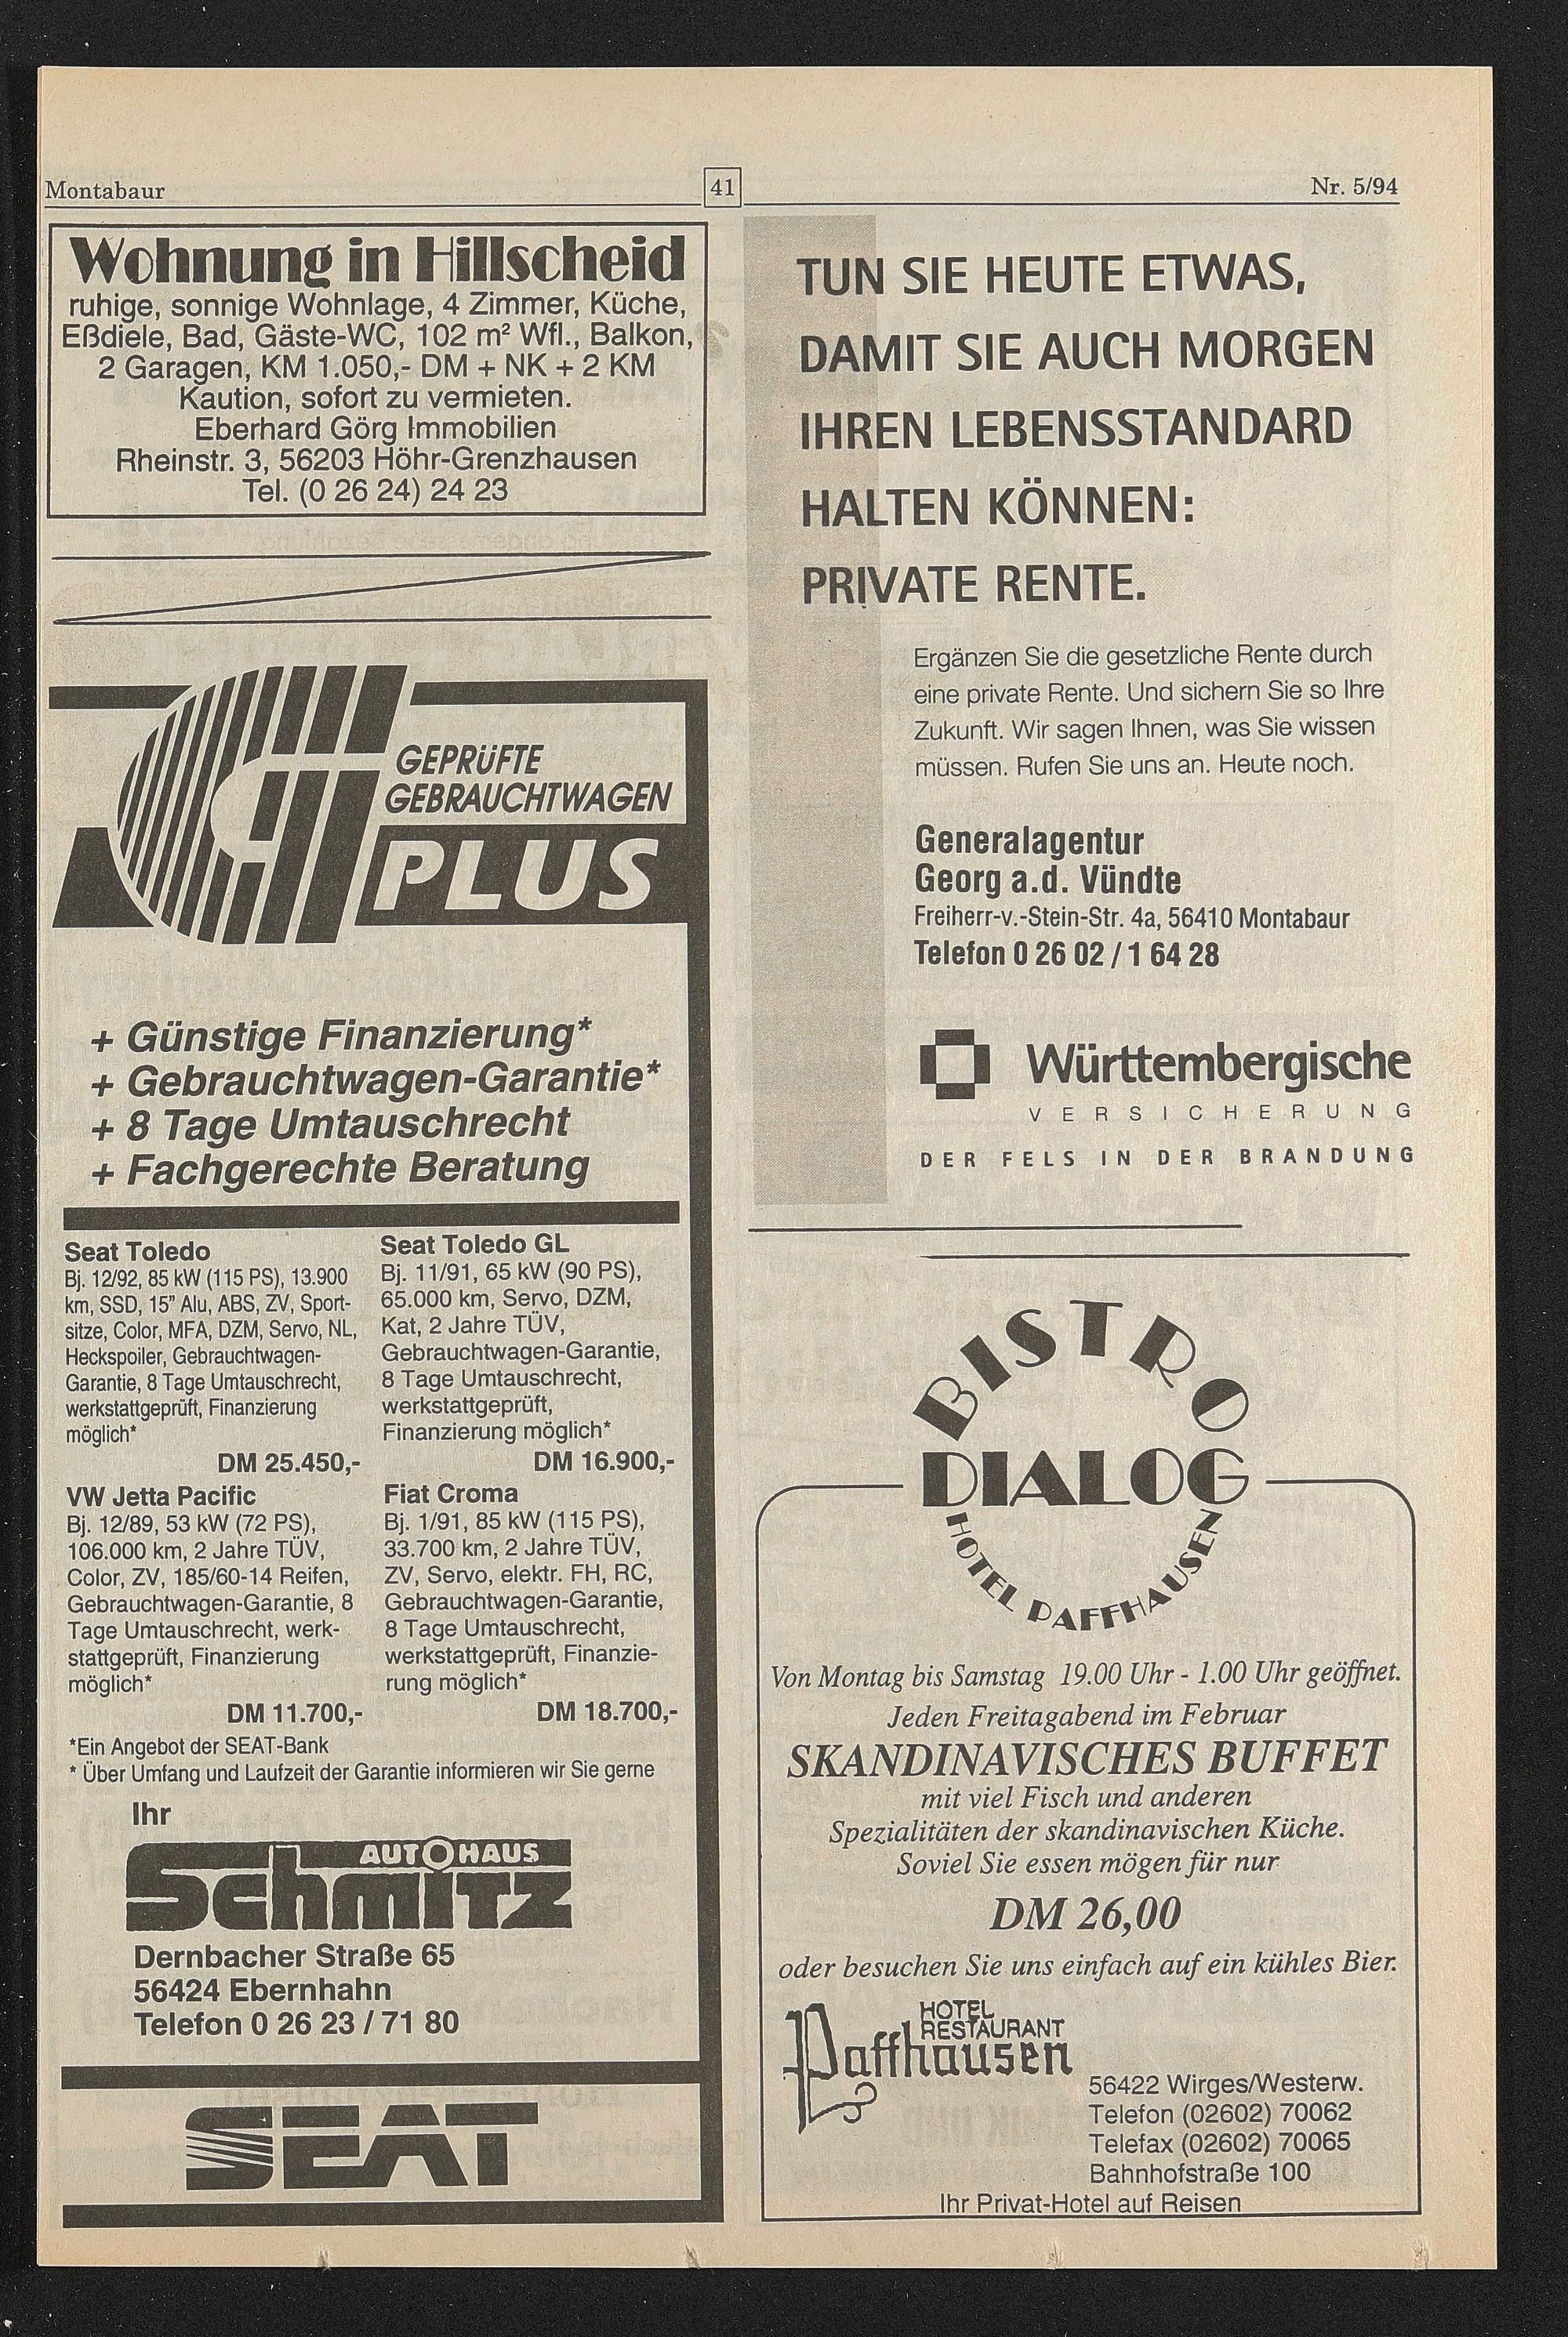 Montabaur
41
Nr. 5/94
Wohnung in Hillscheid
ruhige, sonnige Wohnlage, 4 Zimmer, Küche,
Eßdiele, Bad, Gäste-WC, 102 m² Wfl., Balkon,
2 Garagen, KM 1.050,- DM + NK + 2 KM
Kaution, sofort zu vermieten.
Eberhard Görg Immobilien
Rheinstr. 3, 56203 Höhr-Grenzhausen
Tel. (0 26 24) 24 23
GEPRÜFTE
GEBRAUCHTWAGEN
PLUS
+ Günstige Finanzierung*
+ Gebrauchtwagen-Garantie*
+ 8 Tage Umtauschrecht
+ Fachgerechte Beratung
Seat Toledo
Bj. 12/92, 85 kW (115 PS), 13.900
km, SSD, 15" Alu, ABS, ZV, Sport-
sitze, Color, MFA, DZM, Servo, NL,
Heckspoiler, Gebrauchtwagen-
Garantie, 8 Tage Umtauschrecht,
werkstattgeprüft, Finanzierung
möglich*
DM 25.450,-
VW Jetta Pacific
Bj. 12/89, 53 kW (72 PS),
106.000 km, 2 Jahre TÜV,
Color, ZV, 185/60-14 Reifen,
Gebrauchtwagen-Garantie, 8
Tage Umtauschrecht, werk-
stattgeprüft, Finanzierung
möglich*
DM 11.700,-
Seat Toledo GL
Bj. 11/91, 65 kW (90 PS),
65.000 km, Servo, DZM,
Kat, 2 Jahre TÜV,
Gebrauchtwagen-Garantie,
8 Tage Umtauschrecht,
werkstattgeprüft,
Finanzierung möglich*
DM 16.900,-
Fiat Croma
Bj. 1/91, 85 kW (115 PS),
33.700 km, 2 Jahre TÜV,
ZV, Servo, elektr. FH, RC,
Gebrauchtwagen-Garantie,
8 Tage Umtauschrecht,
werkstattgeprüft, Finanzie-
rung möglich*
DM 18.700,-
*Ein Angebot der SEAT-Bank
* Über Umfang und Laufzeit der Garantie informieren wir Sie gerne
Ihr
AUTOHAUS
Schmitz
Dernbacher Straße 65
56424 Ebernhahn
Telefon 0 26 23 / 71 80
SEAT
TUN SIE HEUTE ETWAS,
DAMIT SIE AUCH MORGEN
IHREN LEBENSSTANDARD
HALTEN KÖNNEN:
PRIVATE RENTE.
Ergänzen Sie die gesetzliche Rente durch
eine private Rente. Und sichern Sie so Ihre
Zukunft. Wir sagen Ihnen, was Sie wissen
müssen. Rufen Sie uns an. Heute noch.
Generalagentur
Georg a.d. Vündte
Freiherr-v.-Stein-Str. 4a, 56410 Montabaur
Telefon 0 26 02 / 1 64 28
Württembergische
VERSICHERUNG
DER FELS IN DER BRANDUNG
BISTRO
DIALOG
HOTEL PAFFHAUSEN
Von Montag bis Samstag 19.00 Uhr - 1.00 Uhr geöffnet.
Jeden Freitagabend im Februar
SKANDINAVISCHES BUFFET
mit viel Fisch und anderen
Spezialitäten der skandinavischen Küche.
Soviel Sie essen mögen für nur
DM 26,00
oder besuchen Sie uns einfach auf ein kühles Bier.
HOTEL
RESTAURANT
Paffhausen
56422 Wirges/Westerw.
Telefon (02602) 70062
Telefax (02602) 70065
Bahnhofstraße 100
Ihr Privat-Hotel auf Reisen